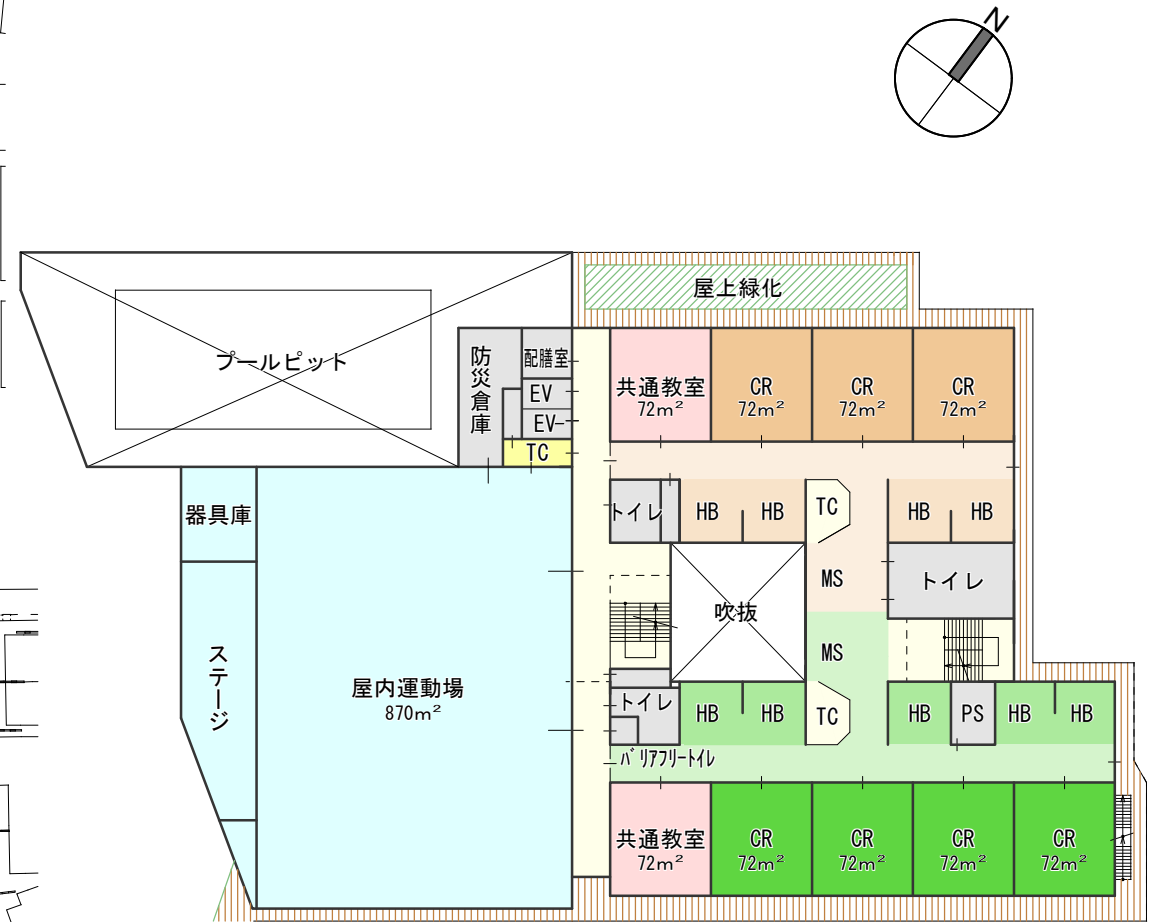 N
屋上緑化
プールピット
防災倉庫
配膳室
EV
EV
TC
共通教室
72m²
CR
72m²
CR
72m²
CR
72m²
器具庫
トイレ
HB
HB
TC
HB
HB
MS
トイレ
吹抜
MS
ステージ
屋内運動場
870m²
トイレ
HB
HB
TC
HB
PS
HB
HB
ﾊﾞﾘｱﾌﾘｰﾄｲﾚ
共通教室
72m²
CR
72m²
CR
72m²
CR
72m²
CR
72m²